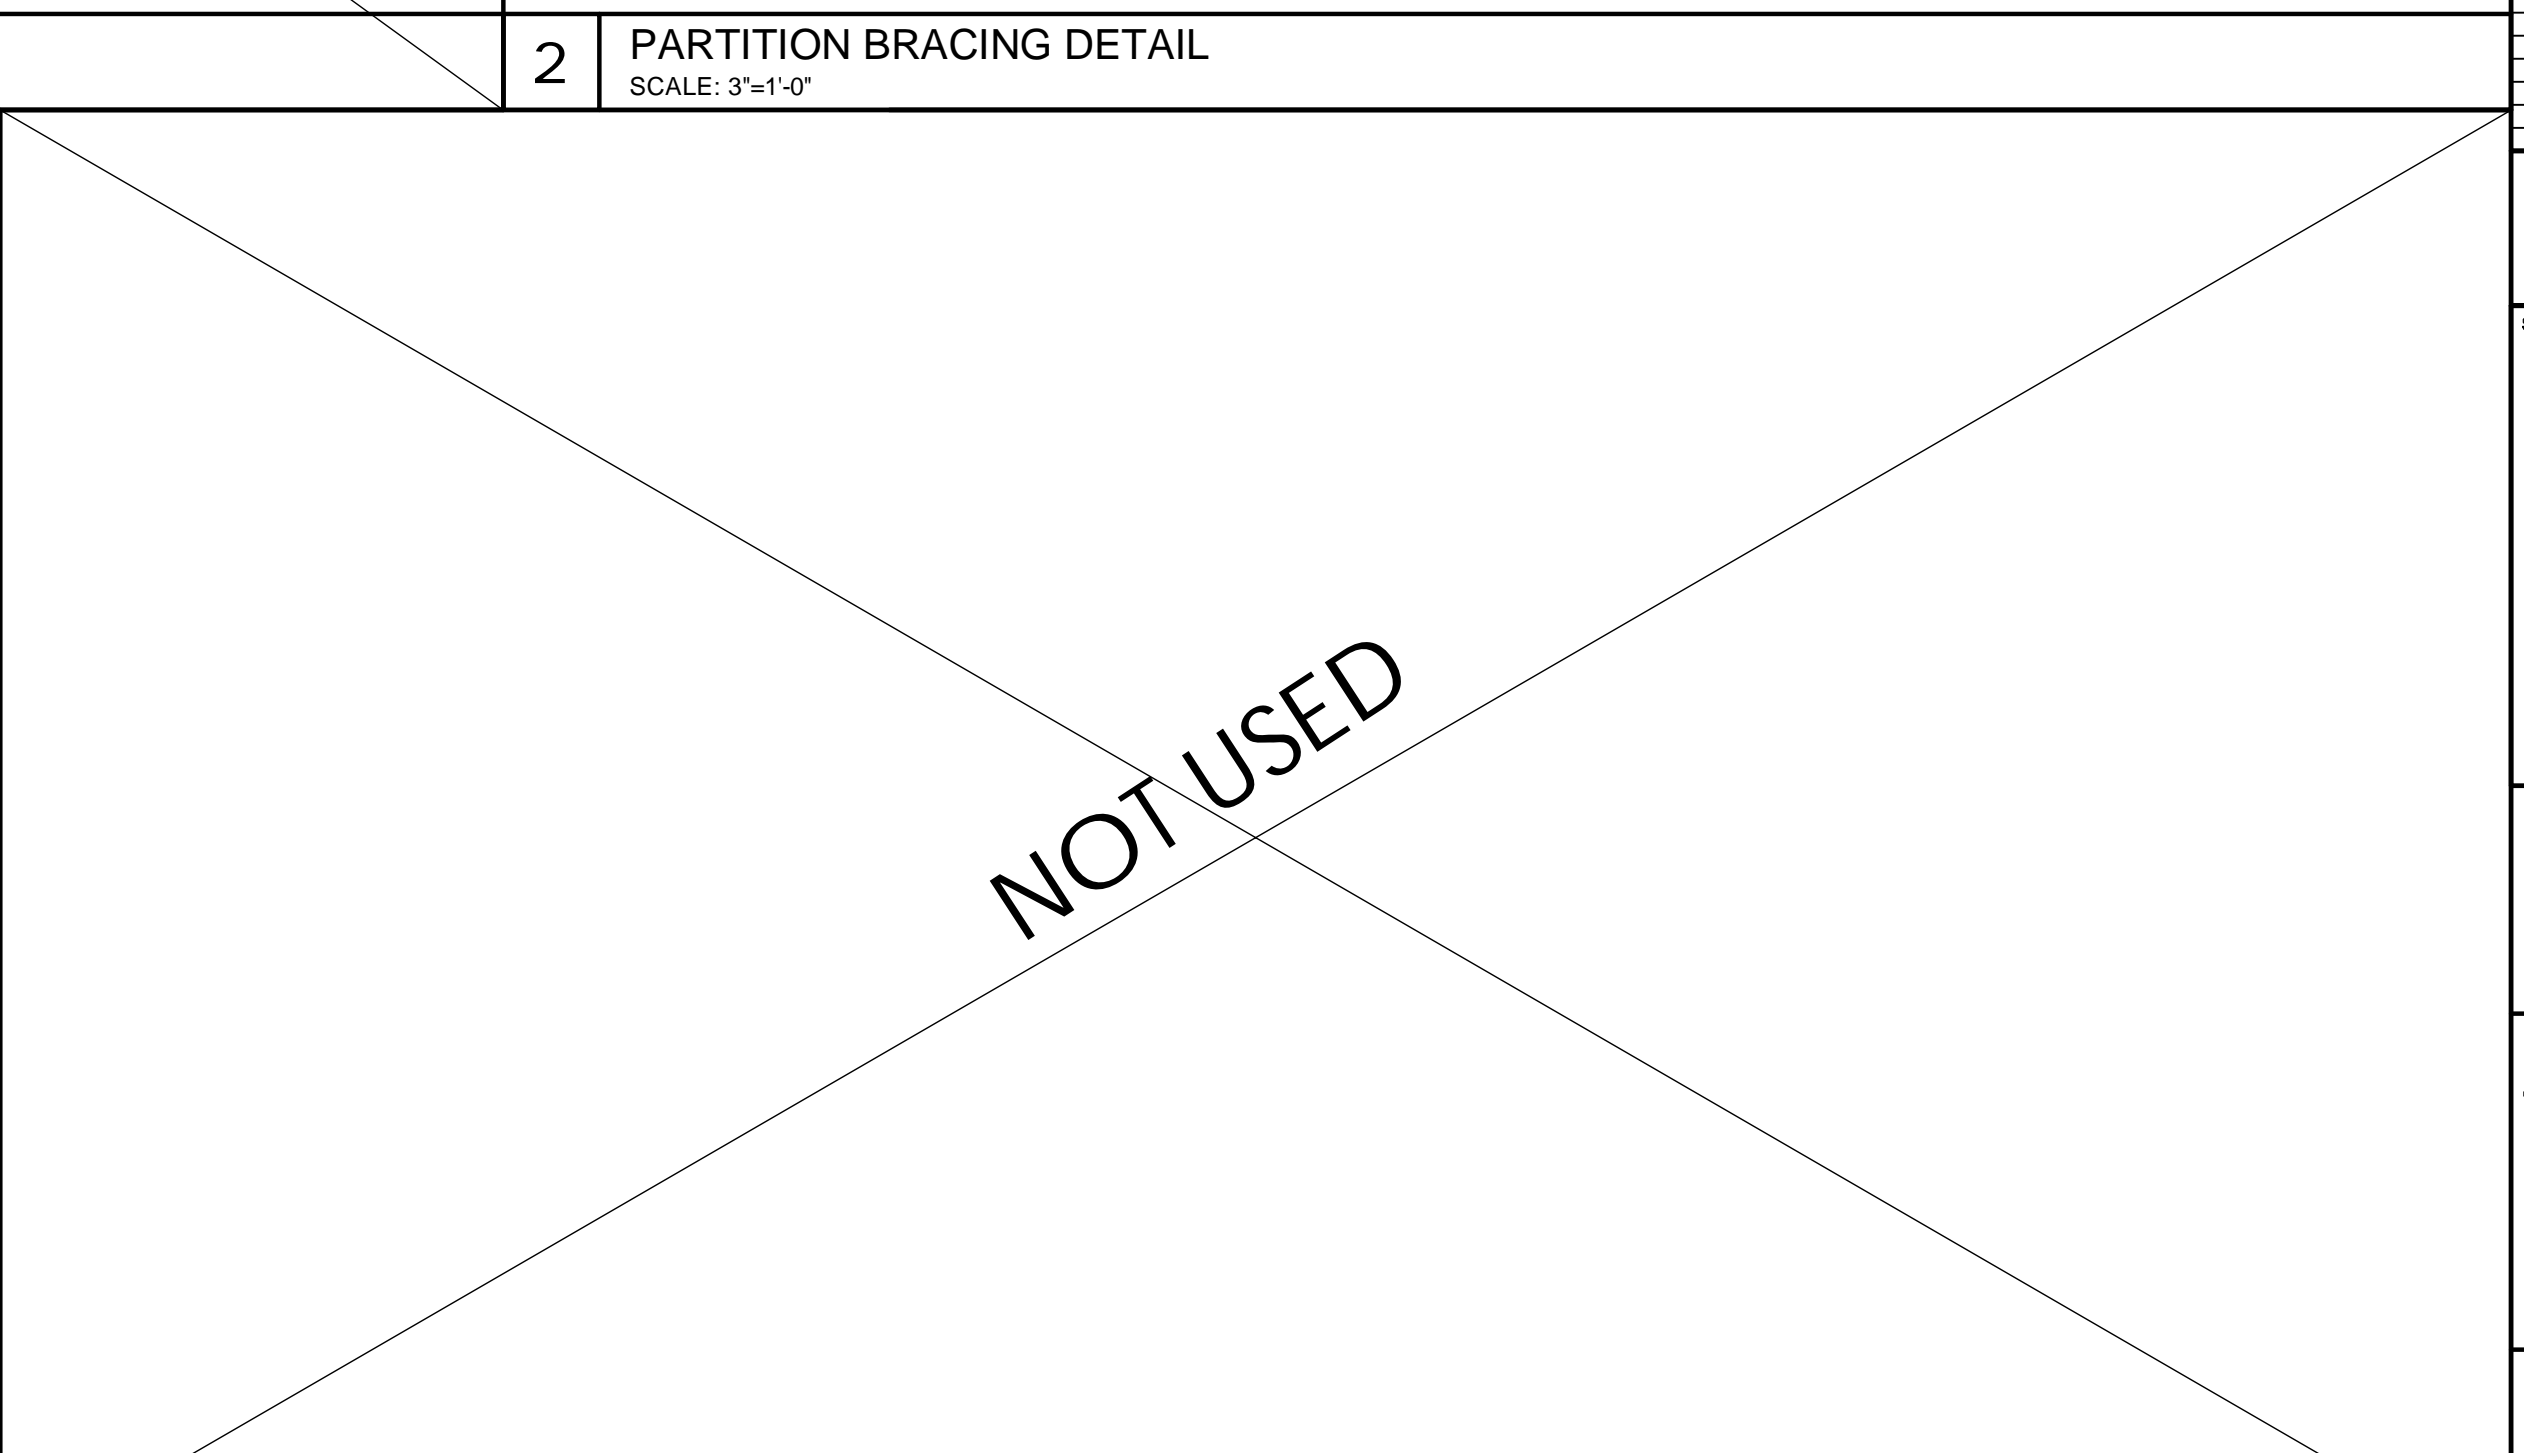 2
PARTITION BRACING DETAIL
SCALE: 3"=1'-0"
NOT USED